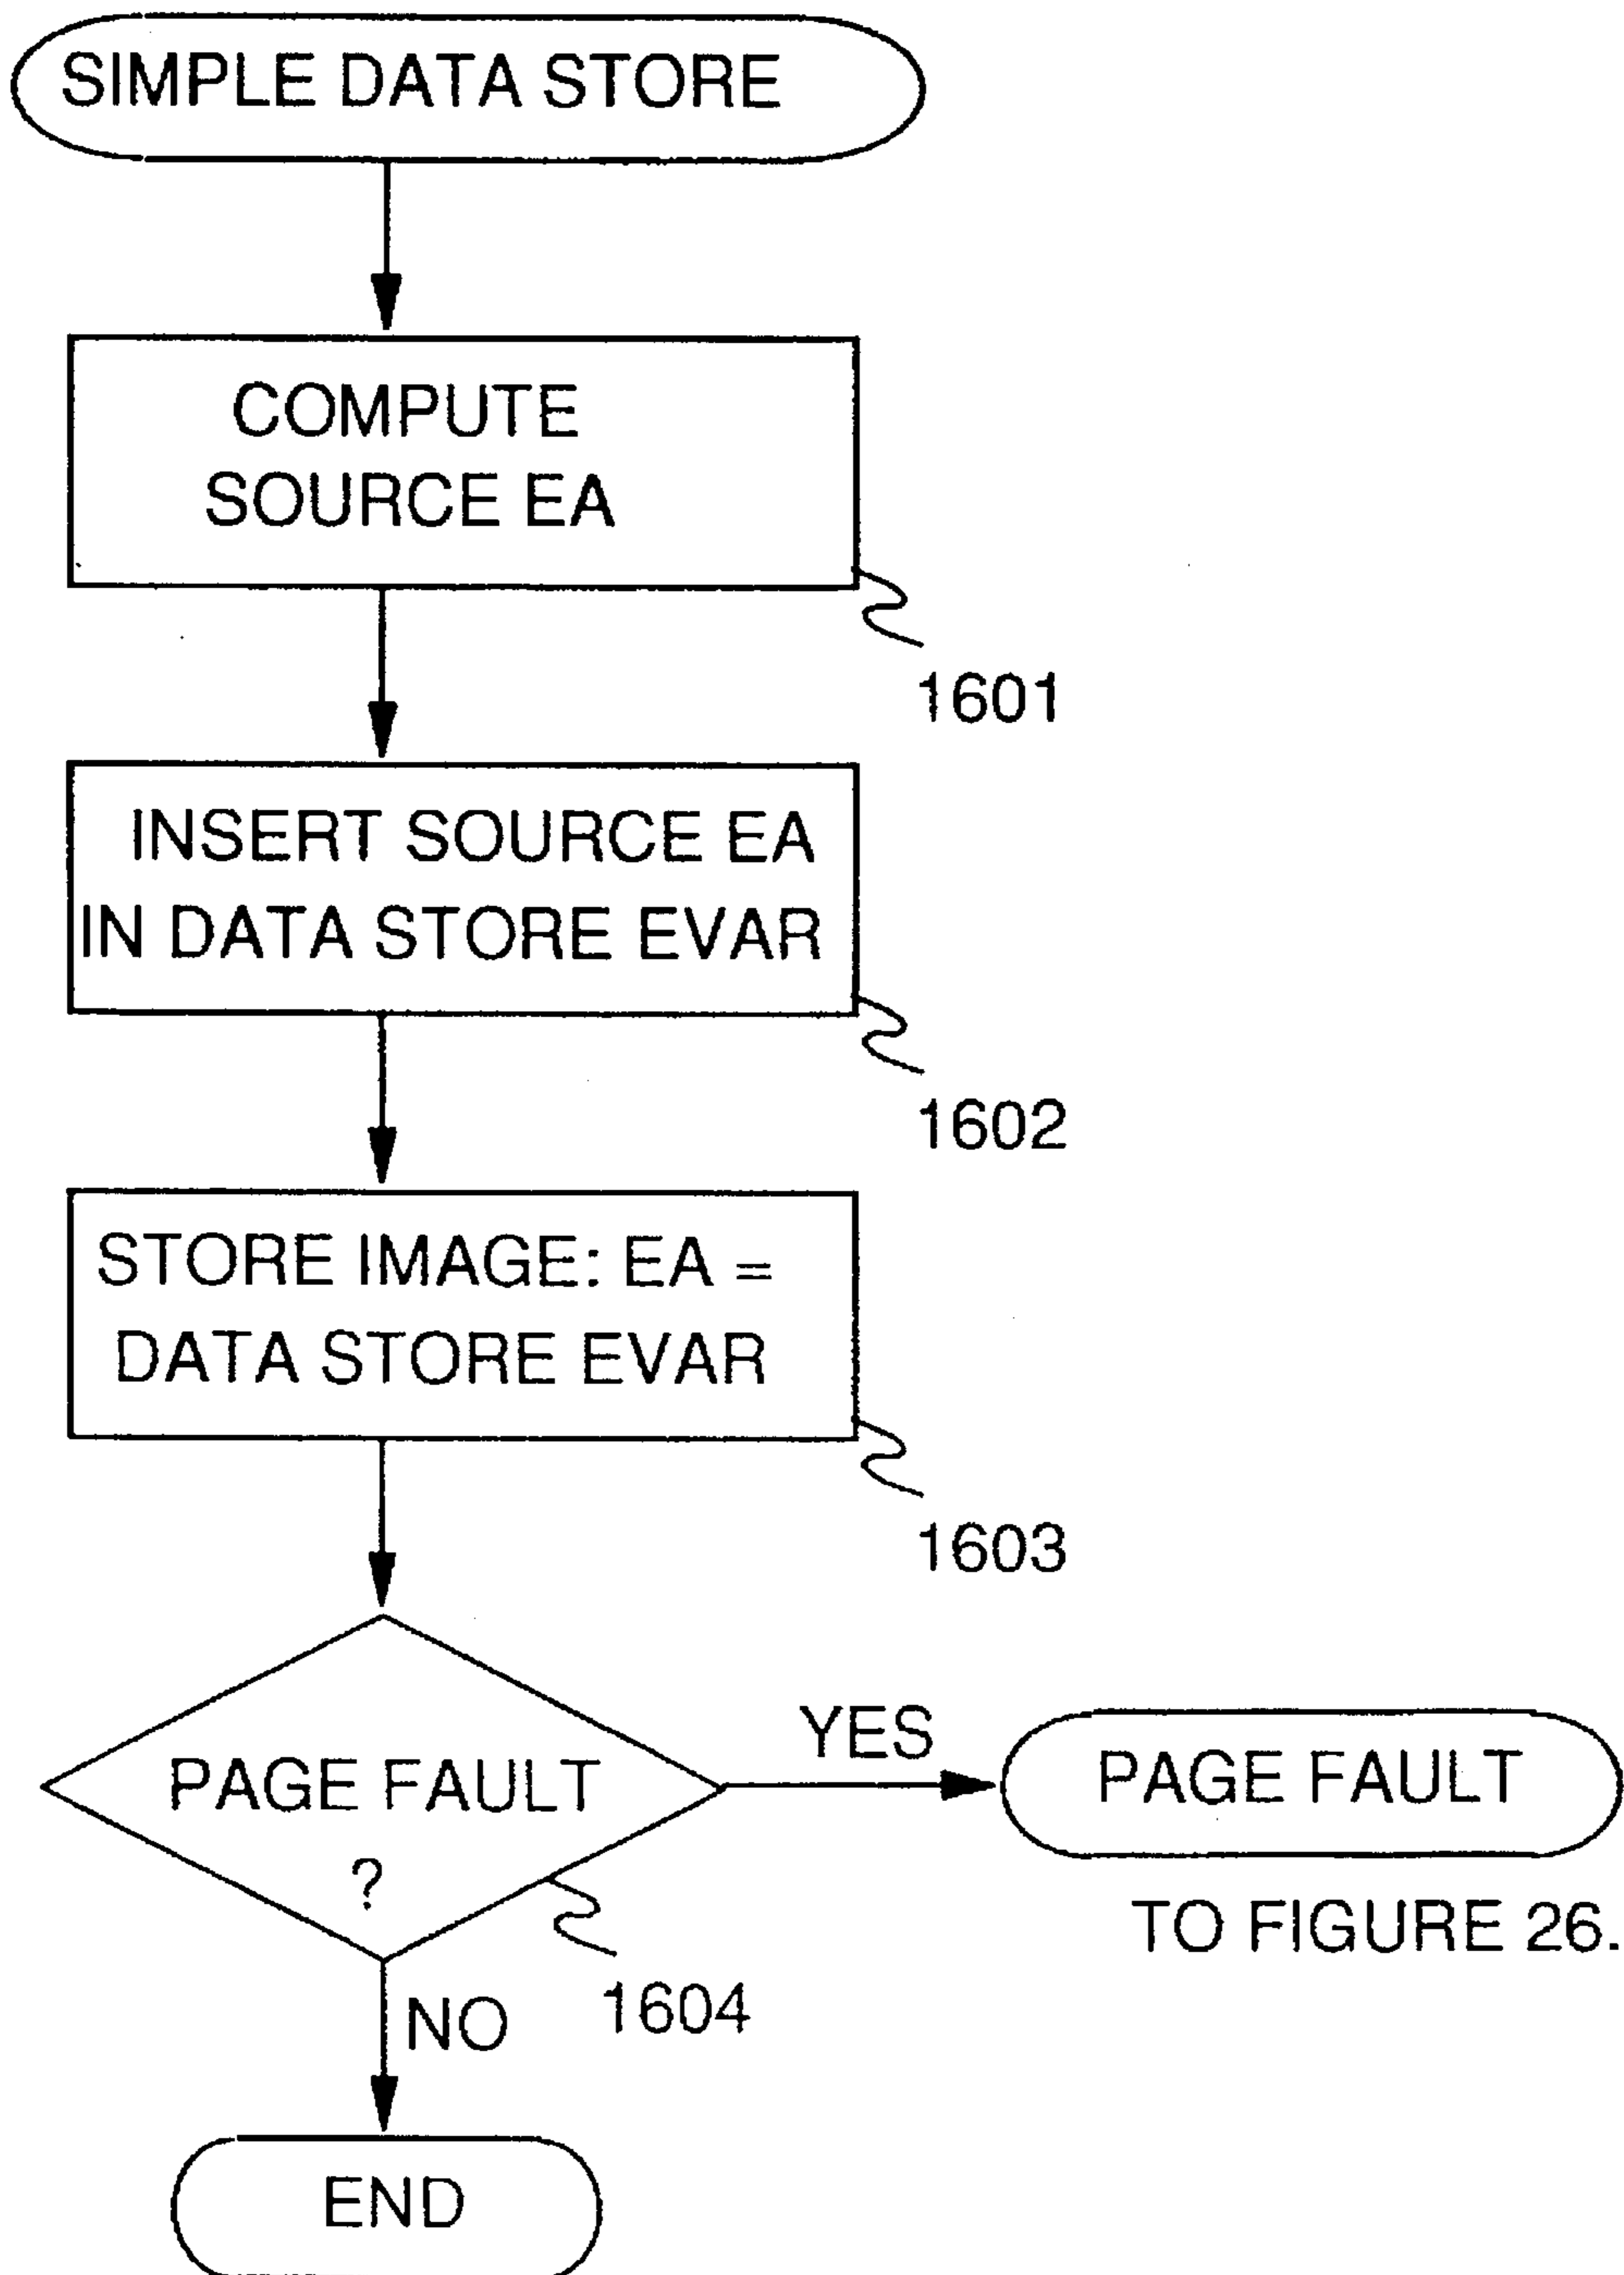 SIMPLE DATA STORE
COMPUTE
SOURCE EA
1601
INSERT SOURCE EA
IN DATA STORE EVAR
1602
STORE IMAGE: EA =
DATA STORE EVAR
1603
PAGE FAULT
?
1604
YES
PAGE FAULT
TO FIGURE 26.
NO
END